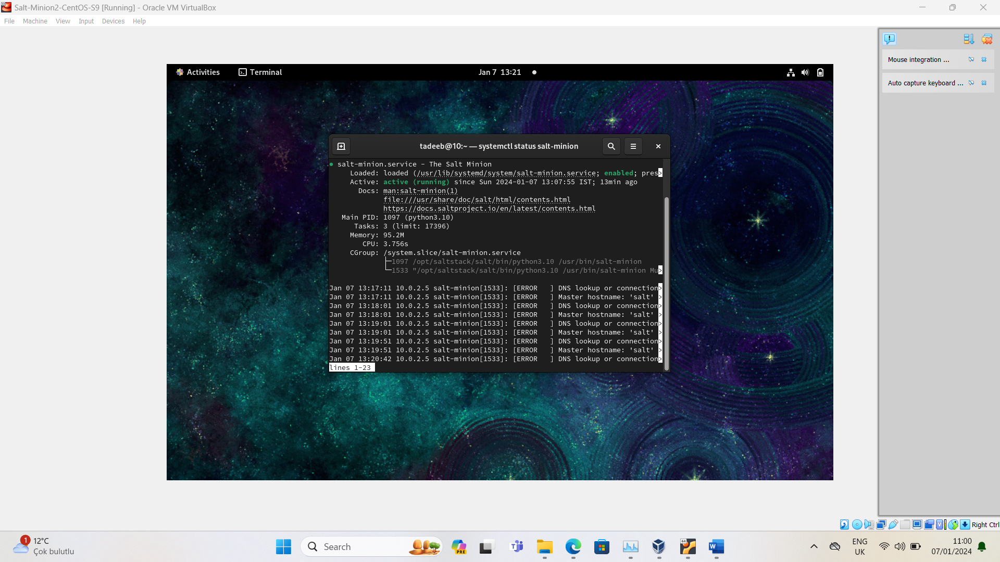 Salt-Minion2-CentOS-S9 [Running] - Oracle VM VirtualBox
File Machine View Input Devices Help
Mouse integration ...
Auto capture keyboard ...
Activities Terminal Jan 7 13:21
tadeeb@10:~ — systemctl status salt-minion
● salt-minion.service - The Salt Minion
Loaded: loaded (/usr/lib/systemd/system/salt-minion.service; enabled; pres>
Active: active (running) since Sun 2024-01-07 13:07:55 IST; 13min ago
Docs: man:salt-minion(1)
file:///usr/share/doc/salt/html/contents.html
https://docs.saltproject.io/en/latest/contents.html
Main PID: 1097 (python3.10)
Tasks: 3 (limit: 17396)
Memory: 95.2M
CPU: 3.756s
CGroup: /system.slice/salt-minion.service
├─1097 /opt/saltstack/salt/bin/python3.10 /usr/bin/salt-minion
└─1533 "/opt/saltstack/salt/bin/python3.10 /usr/bin/salt-minion Mu>
Jan 07 13:17:11 10.0.2.5 salt-minion[1533]: [ERROR   ] DNS lookup or connection>
Jan 07 13:17:11 10.0.2.5 salt-minion[1533]: [ERROR   ] Master hostname: 'salt' >
Jan 07 13:18:01 10.0.2.5 salt-minion[1533]: [ERROR   ] DNS lookup or connection>
Jan 07 13:18:01 10.0.2.5 salt-minion[1533]: [ERROR   ] Master hostname: 'salt' >
Jan 07 13:19:01 10.0.2.5 salt-minion[1533]: [ERROR   ] DNS lookup or connection>
Jan 07 13:19:01 10.0.2.5 salt-minion[1533]: [ERROR   ] Master hostname: 'salt' >
Jan 07 13:19:51 10.0.2.5 salt-minion[1533]: [ERROR   ] DNS lookup or connection>
Jan 07 13:19:51 10.0.2.5 salt-minion[1533]: [ERROR   ] Master hostname: 'salt' >
Jan 07 13:20:42 10.0.2.5 salt-minion[1533]: [ERROR   ] DNS lookup or connection>
lines 1-23
Right Ctrl
1 12°C
Çok bulutlu
Search
PRE
64
ENG
UK
11:00
07/01/2024